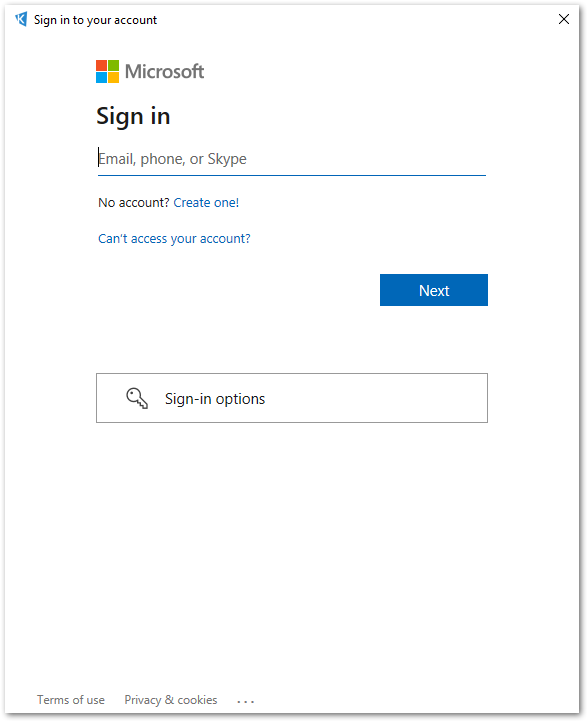 Sign in to your account
Microsoft
Sign in
Email, phone, or Skype
No account? Create one!
Can't access your account?
Next
Sign-in options
Terms of use Privacy & cookies ...